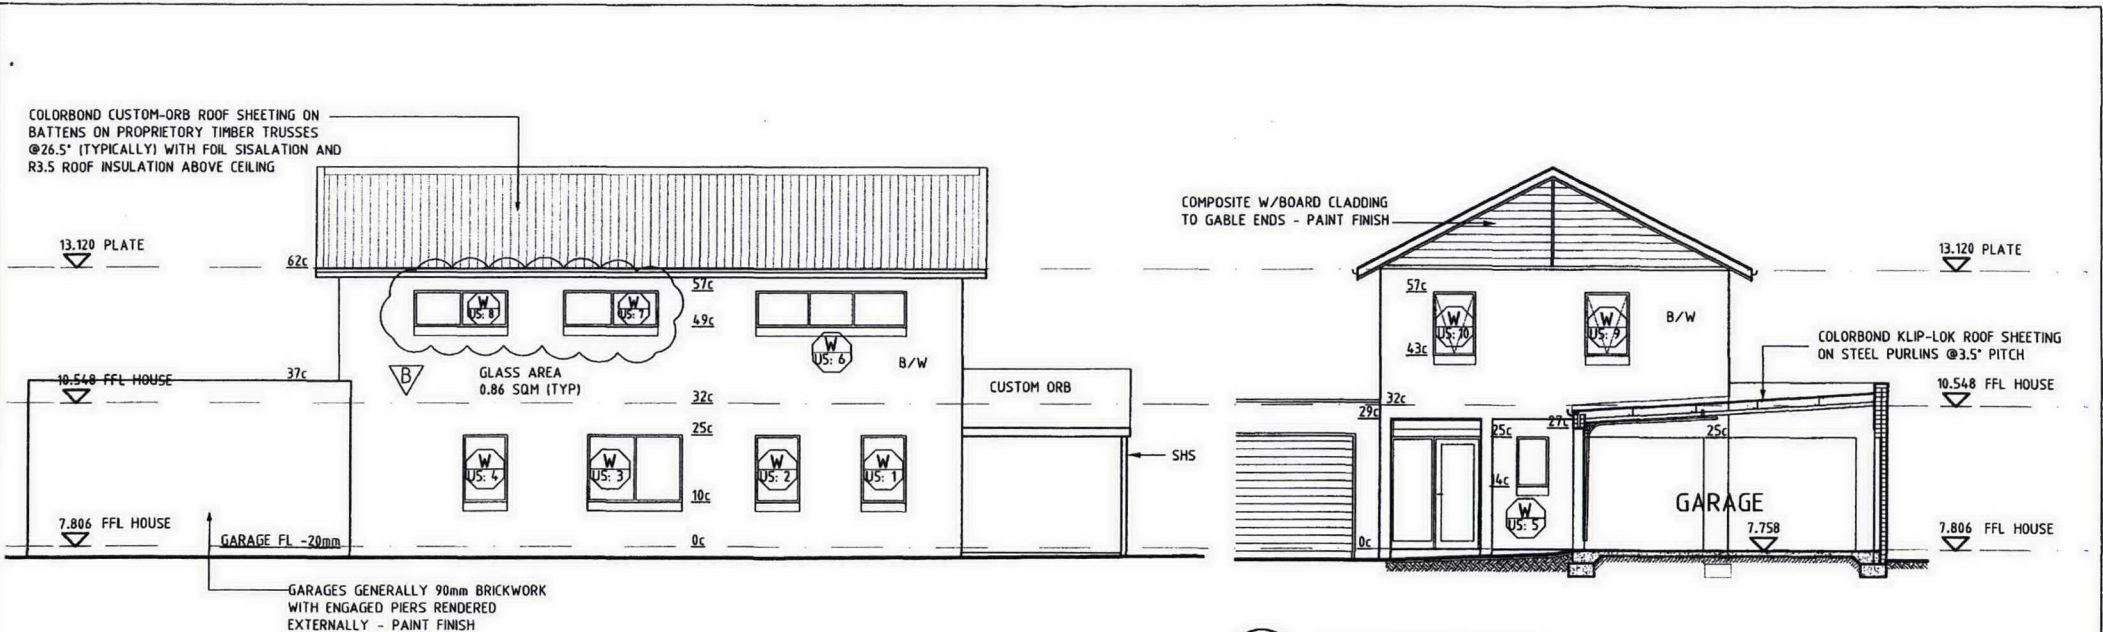 COLORBOND CUSTOM-ORB ROOF SHEETING ON
BATTENS ON PROPRIETORY TIMBER TRUSSES
@26.5° (TYPICALLY) WITH FOIL SISALATION AND
R3.5 ROOF INSULATION ABOVE CEILING
13.120 PLATE
62c
57c
W
US: 8
W
US: 7
49c
W
US: 6
B/W
B
GLASS AREA
0.86 SQM (TYP)
37c
10.548 FFL HOUSE
32c
CUSTOM ORB
25c
W
US: 4
W
US: 3
W
US: 2
W
US: 1
SHS
10c
7.806 FFL HOUSE
GARAGE FL -20mm
0c
GARAGES GENERALLY 90mm BRICKWORK
WITH ENGAGED PIERS RENDERED
EXTERNALLY - PAINT FINISH
COMPOSITE W/BOARD CLADDING
TO GABLE ENDS - PAINT FINISH
13.120 PLATE
57c
W
US: 10
W
US: 9
B/W
43c
COLORBOND KLIP-LOK ROOF SHEETING
ON STEEL PURLINS @3.5° PITCH
10.548 FFL HOUSE
32c
29c
27c
25c
25c
14c
W
US: 5
GARAGE
7.758
0c
7.806 FFL HOUSE